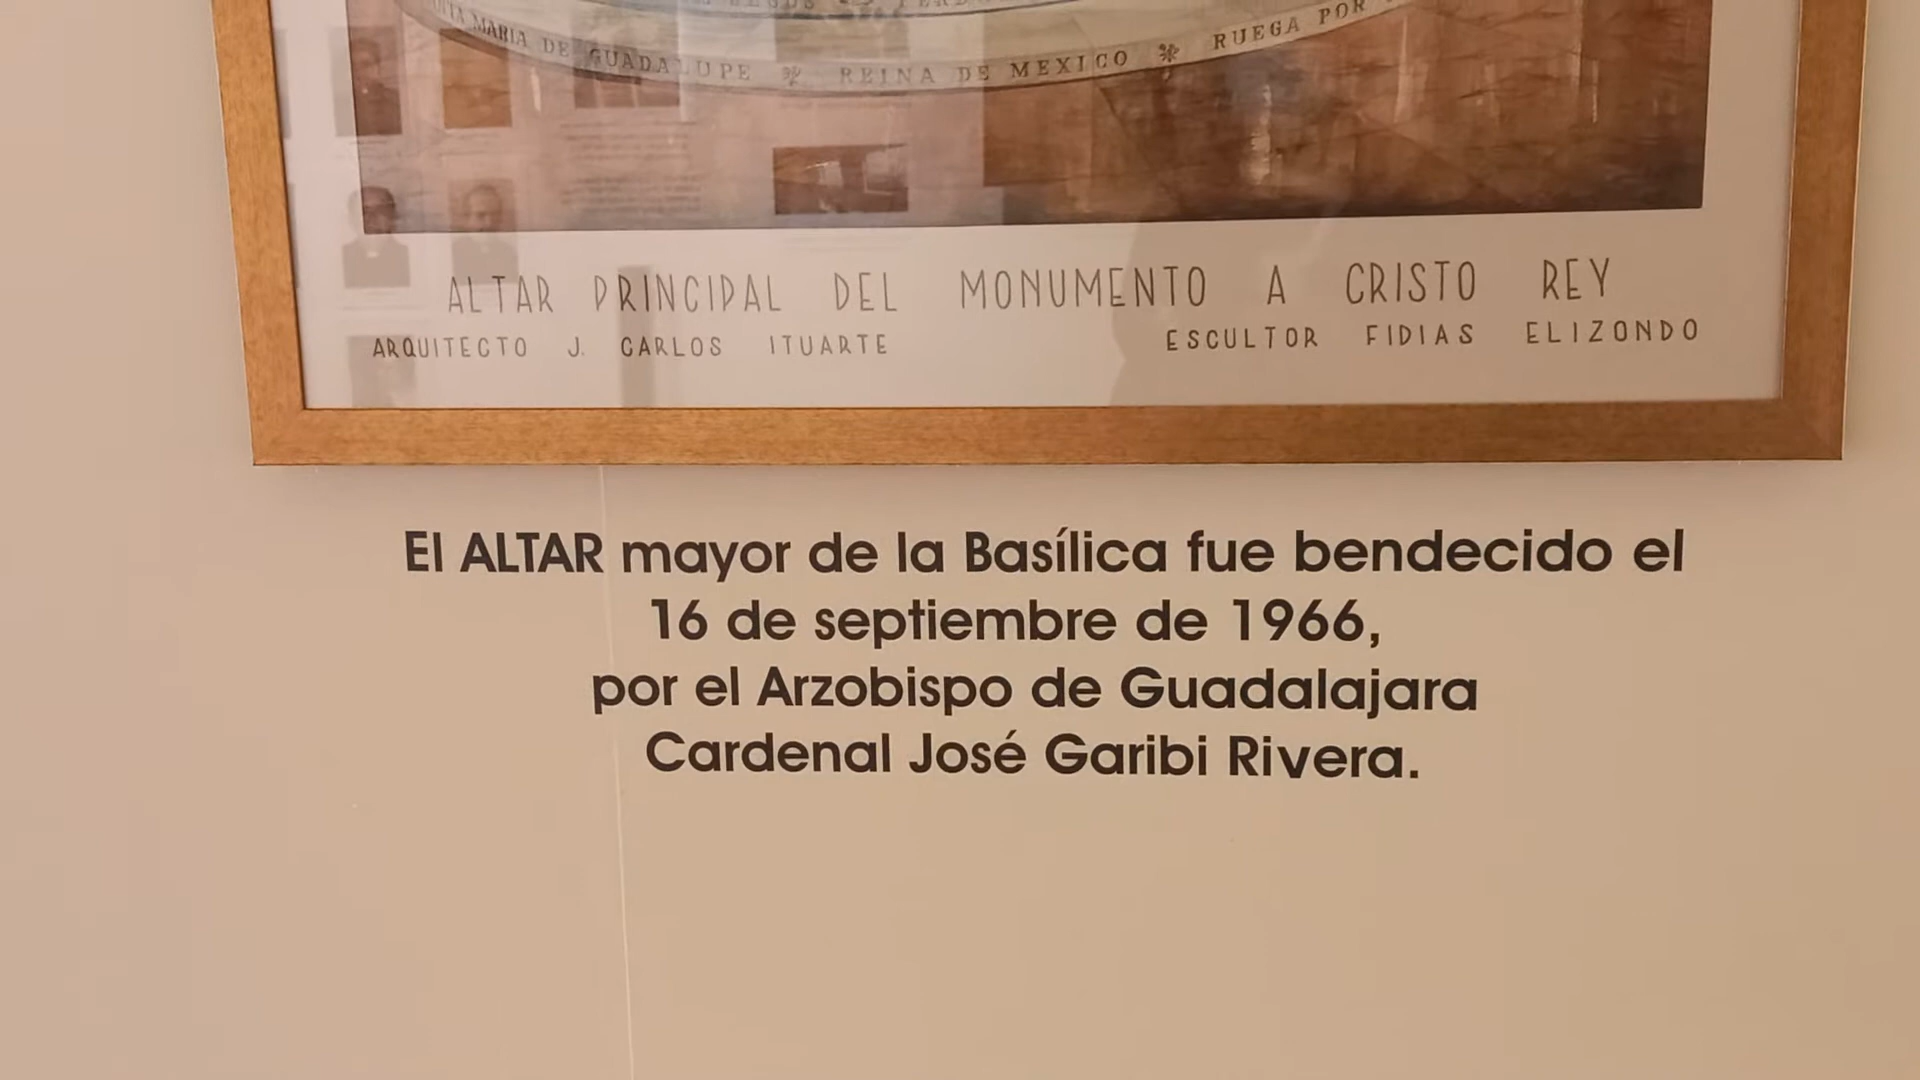 MARIA DE GUADALUPE REINA DE MEXICO RUEGA POR
ALTAR PRINCIPAL DEL MONUMENTO A CRISTO REY
ARQUITECTO J. CARLOS ITUARTE ESCULTOR FIDIAS ELIZONDO
El ALTAR mayor de la Basílica fue bendecido el
16 de septiembre de 1966,
por el Arzobispo de Guadalajara
Cardenal José Garibi Rivera.